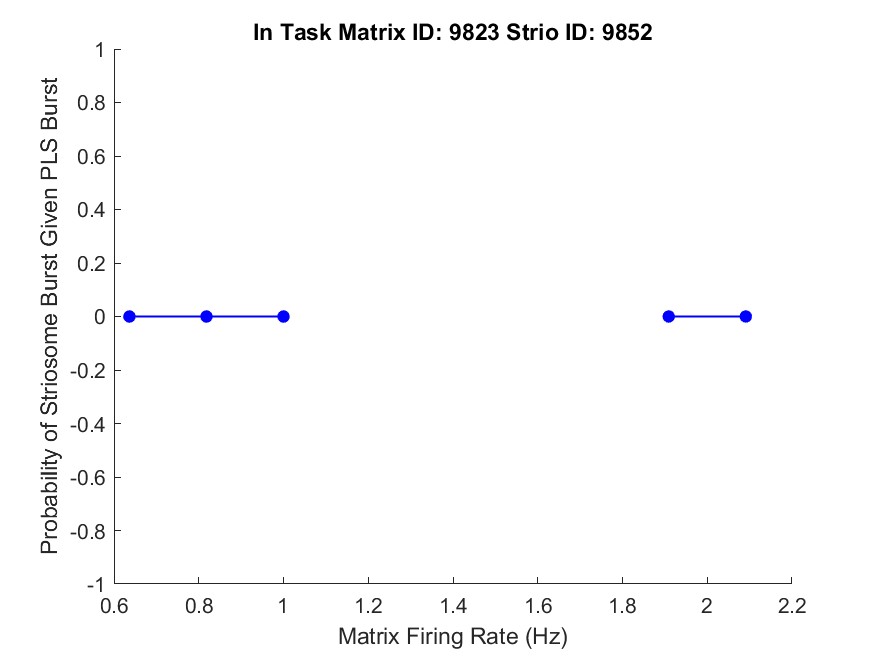 In Task Matrix ID: 9823 Strio ID: 9852
Probability of Striosome Burst Given PLS Burst
1
0.8
0.6
0.4
0.2
0
-0.2
-0.4
-0.6
-0.8
-1
0.6 0.8 1 1.2 1.4 1.6 1.8 2 2.2
Matrix Firing Rate (Hz)